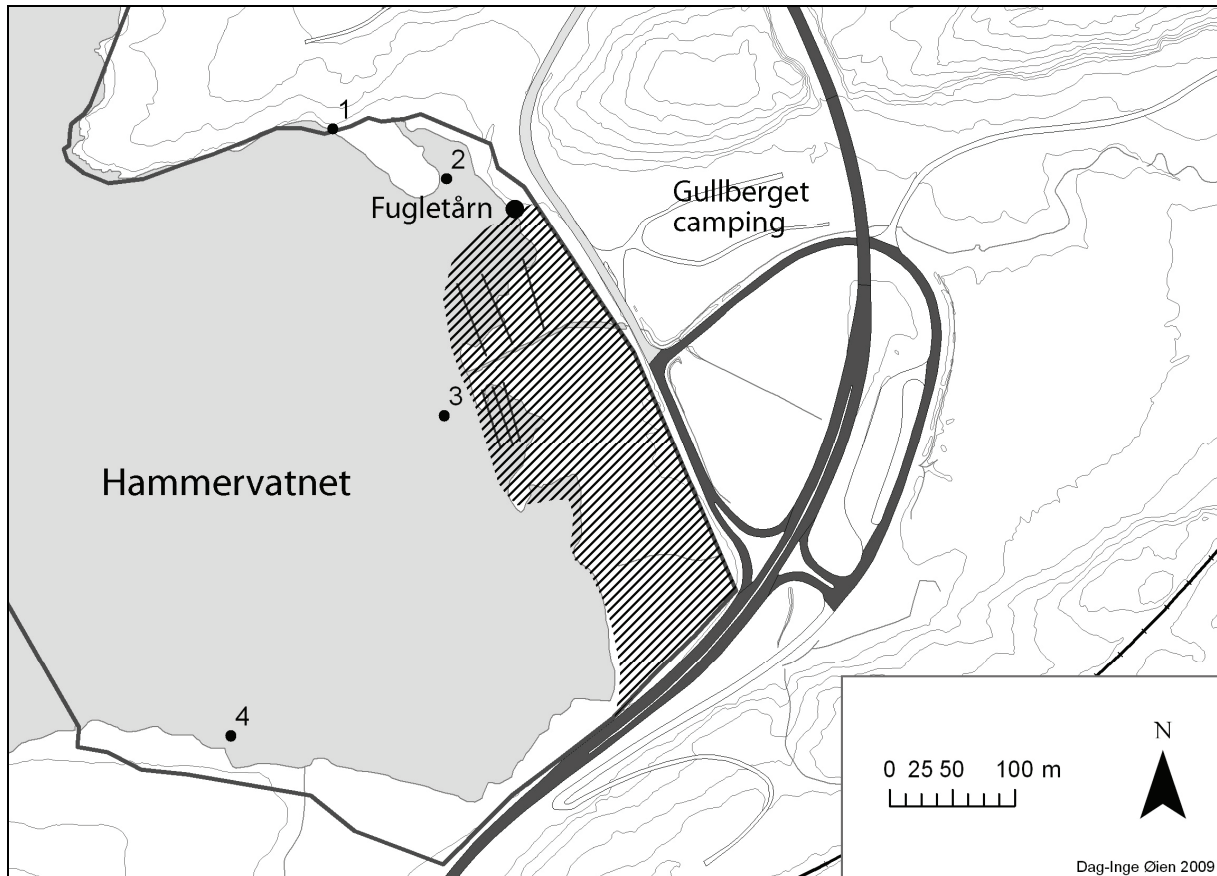 1
2
Fugletårn
Gullberget
camping
3
Hammervatnet
4
N
0 25 50 100 m
Dag-Inge Øien 2009